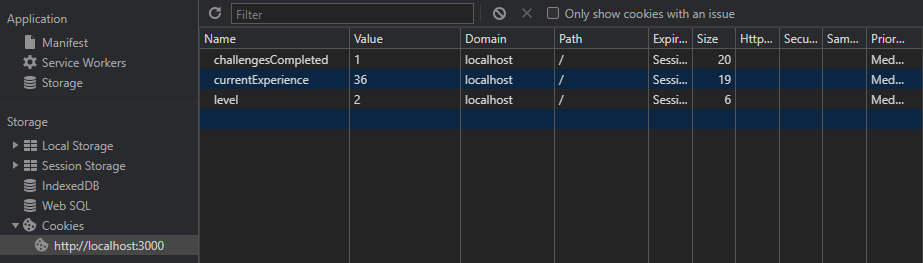 Application
Manifest
Service Workers
Storage
Storage
Local Storage
Session Storage
IndexedDB
Web SQL
Cookies
http://localhost:3000
Filter
Only show cookies with an issue
Name Value Domain Path Expir... Size Http... Secu... Sam... Prior...
challengesCompleted 1 localhost / Sessi... 20 Med...
currentExperience 36 localhost / Sessi... 19 Med...
level 2 localhost / Sessi... 6 Med...